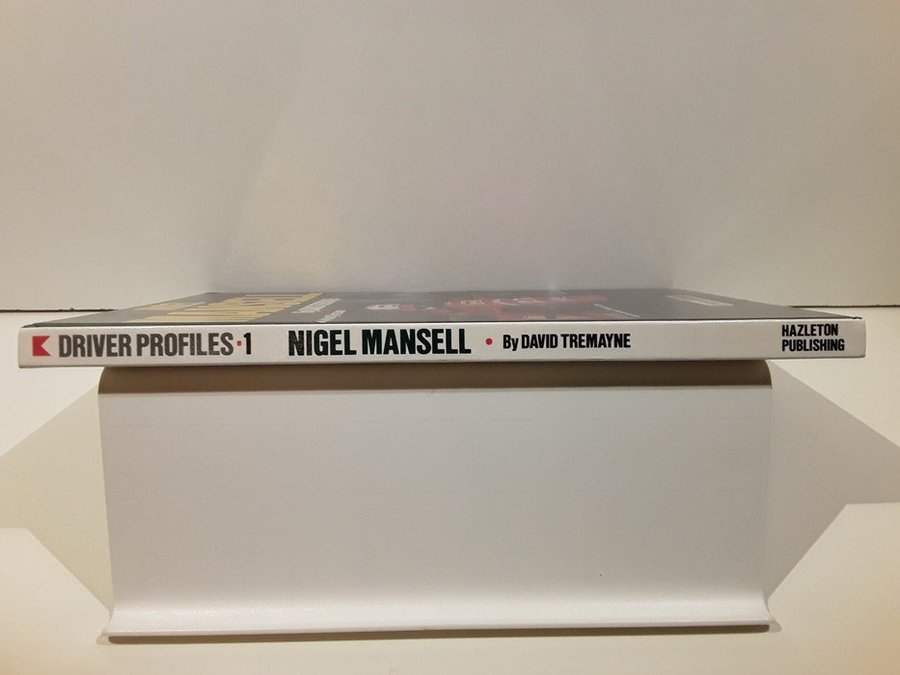 DRIVER PROFILES·1 NIGEL MANSELL • By DAVID TREMAYNE
HAZLETON
PUBLISHING